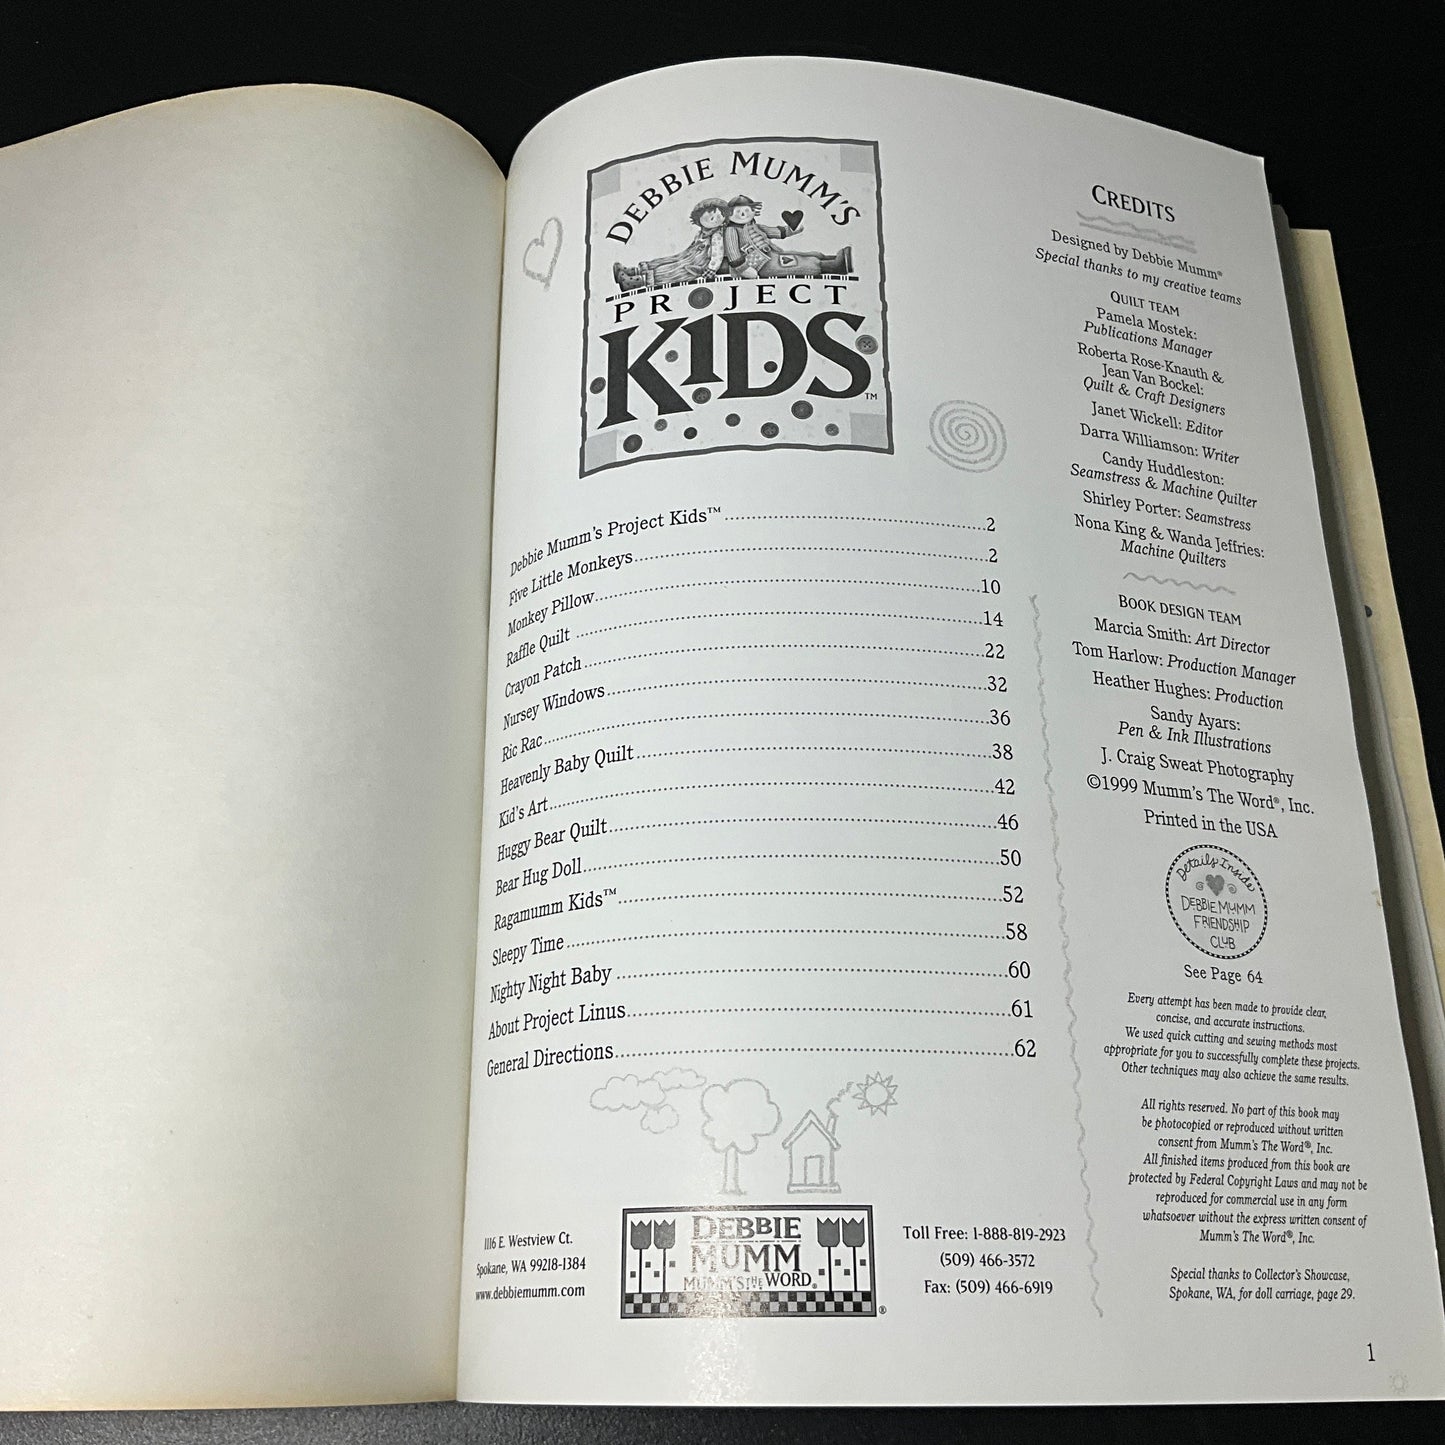 DEBBIE MUMM'S
PROJECT
KIDS™
Debbie Mumm's Project Kids™ 2
Five Little Monkeys 2
Monkey Pillow 10
Raffle Quilt 14
Crayon Patch 22
Nursey Windows 32
Ric Rac 36
Heavenly Baby Quilt 38
Kid's Art 42
Huggy Bear Quilt 46
Bear Hug Doll 50
Ragamumm Kids™ 52
Sleepy Time 58
Nighty Night Baby 60
About Project Linus 61
General Directions 62
1116 E. Westview Ct.
Spokane, WA 99218-1384
www.debbiemumm.com
DEBBIE
MUMM
MUMM'S THE WORD®
®
Toll Free: 1-888-819-2923
(509) 466-3572
Fax: (509) 466-6919
CREDITS
Designed by Debbie Mumm®
Special thanks to my creative teams
QUILT TEAM
Pamela Mostek:
Publications Manager
Roberta Rose-Knauth &
Jean Van Bockel:
Quilt & Craft Designers
Janet Wickell: Editor
Darra Williamson: Writer
Candy Huddleston:
Seamstress & Machine Quilter
Shirley Porter: Seamstress
Nona King & Wanda Jeffries:
Machine Quilters
BOOK DESIGN TEAM
Marcia Smith: Art Director
Tom Harlow: Production Manager
Heather Hughes: Production
Sandy Ayars:
Pen & Ink Illustrations
J. Craig Sweat Photography
©1999 Mumm's The Word®, Inc.
Printed in the USA
Details Inside
DEBBIE MUMM
FRIENDSHIP
CLUB
See Page 64
Every attempt has been made to provide clear,
concise, and accurate instructions.
We used quick cutting and sewing methods most
appropriate for you to successfully complete these projects.
Other techniques may also achieve the same results.
All rights reserved. No part of this book may
be photocopied or reproduced without written
consent from Mumm's The Word®, Inc.
All finished items produced from this book are
protected by Federal Copyright Laws and may not be
reproduced for commercial use in any form
whatsoever without the express written consent of
Mumm's The Word®, Inc.
Special thanks to Collector's Showcase,
Spokane, WA, for doll carriage, page 29.
1